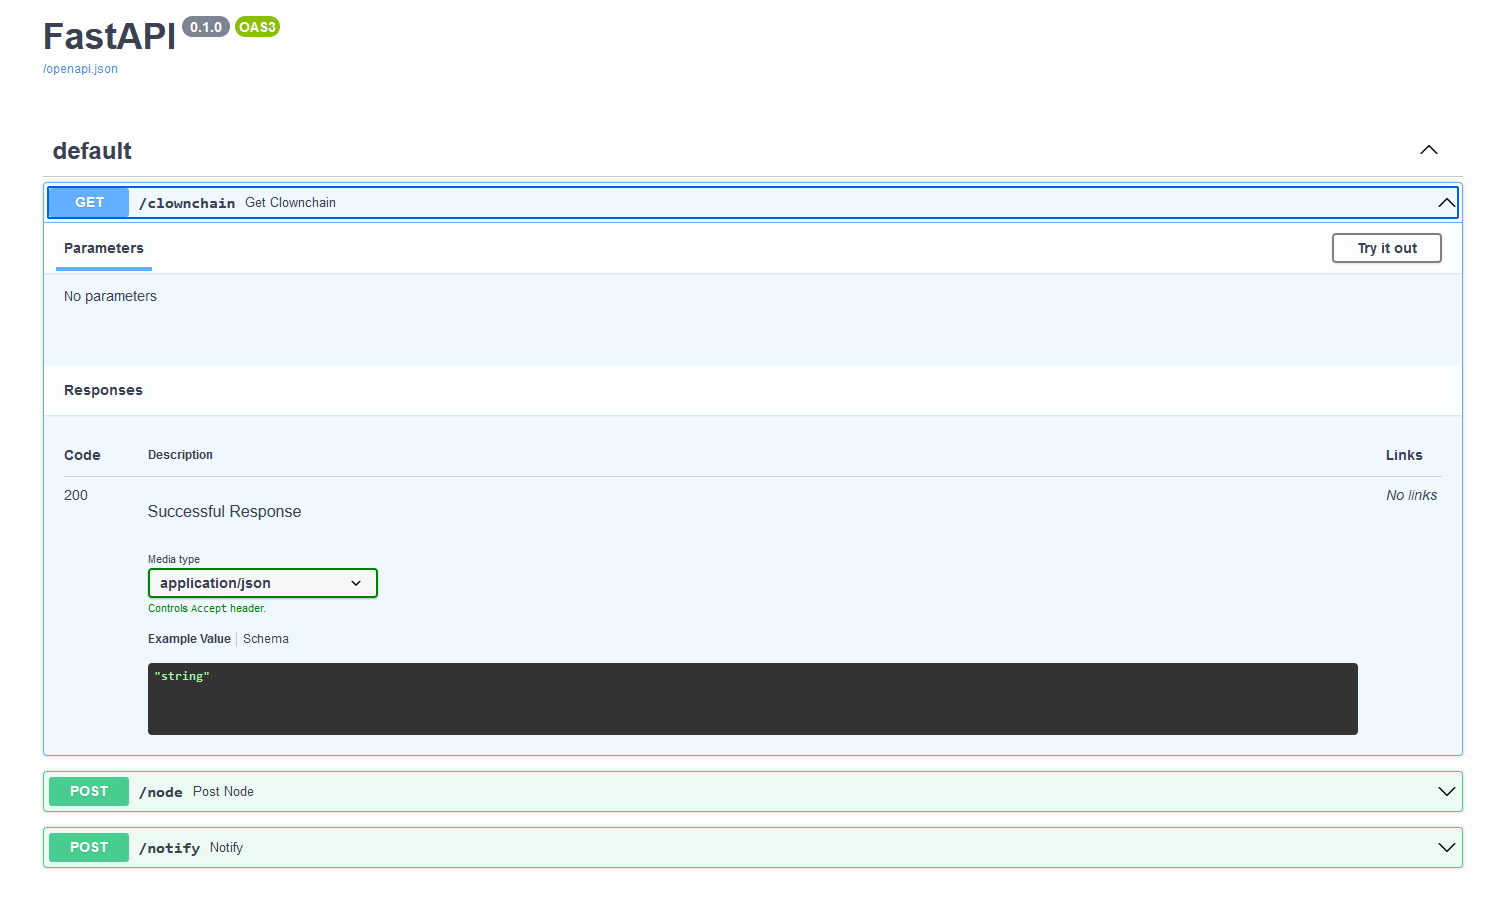 FastAPI 0.1.0 OAS3
/openapi.json
default
GET /clownchain Get Clownchain
Parameters Try it out
No parameters
Responses
Code Description Links
200 No links
Successful Response
Media type
application/json
Controls Accept header.
Example Value Schema
"string"
POST /node Post Node
POST /notify Notify